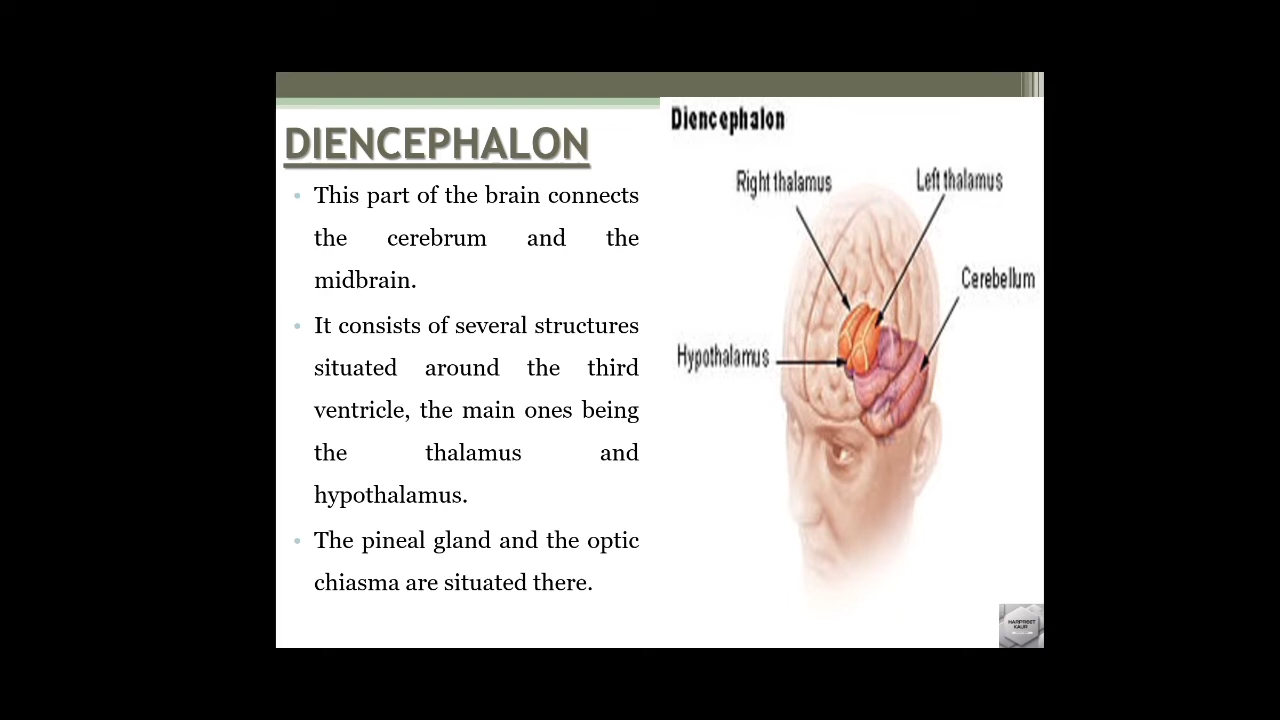 DIENCEPHALON
This part of the brain connects
the cerebrum and the
midbrain.
It consists of several structures
situated around the third
ventricle, the main ones being
the thalamus and
hypothalamus.
The pineal gland and the optic
chiasma are situated there.
Diencephalon
Right thalamus
Left thalamus
Cerebellum
Hypothalamus
HARPREET
KAUR